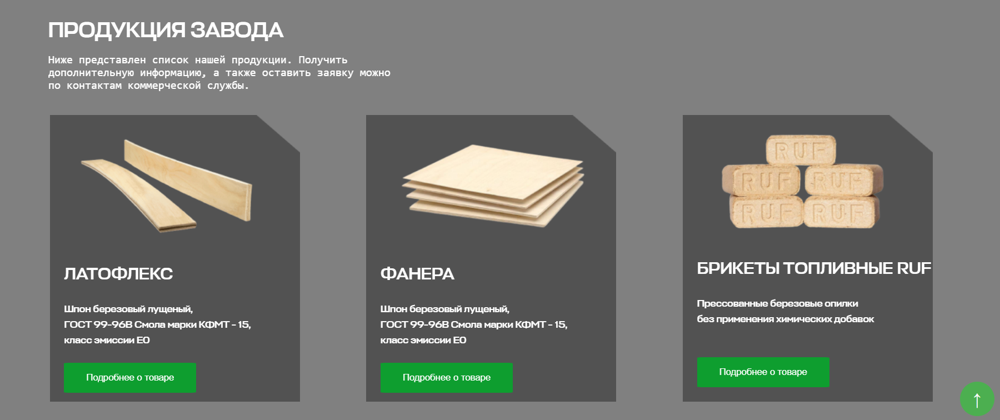 ПРОДУКЦИЯ ЗАВОДА
Ниже представлен список нашей продукции. Получить
дополнительную информацию, а также оставить заявку можно
по контактам коммерческой службы.
RUF
RUF RUF
RUF RUF
ЛАТОФЛЕКС
Шпон березовый лущеный,
ГОСТ 99-96В Смола марки КФМТ - 15,
класс эмиссии Е0
Подробнее о товаре
ФАНЕРА
Шпон березовый лущеный,
ГОСТ 99-96В Смола марки КФМТ - 15,
класс эмиссии Е0
Подробнее о товаре
БРИКЕТЫ ТОПЛИВНЫЕ RUF
Прессованные березовые опилки
без применения химических добавок
Подробнее о товаре
↑